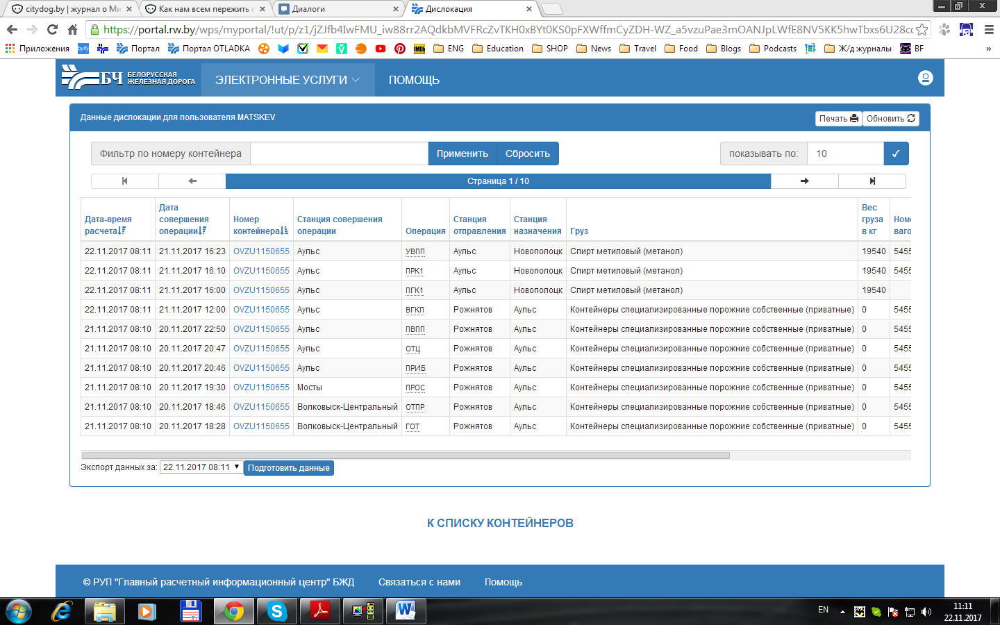 citydog.by | журнал о Ми
Как нам всем пережить
Диалоги
Дислокация
https://portal.rw.by/wps/myportal/!ut/p/z1/
Приложения
Портал
Портал OTLADKA
IMDb
ENG
Education
SHOP
News
Travel
Food
Blogs
Podcasts
Ж/д журналы
BF
»
БЧ БЕЛОРУССКАЯ
ЖЕЛЕЗНАЯ ДОРОГА
ЭЛЕКТРОННЫЕ УСЛУГИ
ПОМОЩЬ
Данные дислокации для пользователя MATSKEV
Печать
Обновить
Фильтр по номеру контейнера
Применить
Сбросить
показывать по:
10
Страница 1 / 10
Дата-время расчета
Дата совершения операции
Номер контейнера
Станция совершения операции
Операция
Станция отправления
Станция назначения
Груз
Вес груза в кг
Номе
ваго
22.11.2017 08:11 21.11.2017 16:23 OVZU1150655 Аульс УВПП Аульс Новополоцк Спирт метиловый (метанол) 19540 5455
22.11.2017 08:11 21.11.2017 16:10 OVZU1150655 Аульс ПРК1 Аульс Новополоцк Спирт метиловый (метанол) 19540 5455
22.11.2017 08:11 21.11.2017 16:00 OVZU1150655 Аульс ПГК1 Аульс Новополоцк Спирт метиловый (метанол) 19540
22.11.2017 08:11 21.11.2017 12:00 OVZU1150655 Аульс ВГКП Рожнятов Аульс Контейнеры специализированные порожние собственные (приватные) 0 5455
21.11.2017 08:10 20.11.2017 22:50 OVZU1150655 Аульс ПВПП Рожнятов Аульс Контейнеры специализированные порожние собственные (приватные) 0 5455
21.11.2017 08:10 20.11.2017 20:47 OVZU1150655 Аульс ОТЦ Рожнятов Аульс Контейнеры специализированные порожние собственные (приватные) 0 5455
21.11.2017 08:10 20.11.2017 20:46 OVZU1150655 Аульс ПРИБ Рожнятов Аульс Контейнеры специализированные порожние собственные (приватные) 0 5455
21.11.2017 08:10 20.11.2017 19:30 OVZU1150655 Мосты ПРОС Рожнятов Аульс Контейнеры специализированные порожние собственные (приватные) 0 5455
21.11.2017 08:10 20.11.2017 18:46 OVZU1150655 Волковыск-Центральный ОТПР Рожнятов Аульс Контейнеры специализированные порожние собственные (приватные) 0 5455
21.11.2017 08:10 20.11.2017 18:28 OVZU1150655 Волковыск-Центральный ГОТ Рожнятов Аульс Контейнеры специализированные порожние собственные (приватные) 0 5455
Экспорт данных за: 22.11.2017 08:11 Подготовить данные
К СПИСКУ КОНТЕЙНЕРОВ
© РУП "Главный расчетный информационный центр" БЖД
Связаться с нами
Помощь
EN
11:11
22.11.2017